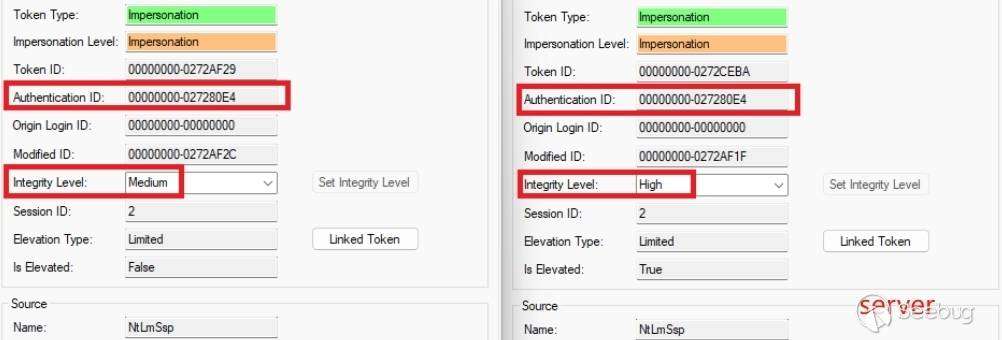 Token Type: Impersonation
Impersonation Level: Impersonation
Token ID: 00000000-0272AF29
Authentication ID: 00000000-027280E4
Origin Login ID: 00000000-00000000
Modified ID: 00000000-0272AF2C
Integrity Level: Medium Set Integrity Level
Session ID: 2
Elevation Type: Limited Linked Token
Is Elevated: False
Source
Name: NtLmSsp
Token Type: Impersonation
Impersonation Level: Impersonation
Token ID: 00000000-0272CEBA
Authentication ID: 00000000-027280E4
Origin Login ID: 00000000-00000000
Modified ID: 00000000-0272AF1F
Integrity Level: High Set Integrity Level
Session ID: 2
Elevation Type: Limited Linked Token
Is Elevated: True
Source
server
Seebug
Name: NtLmSsp